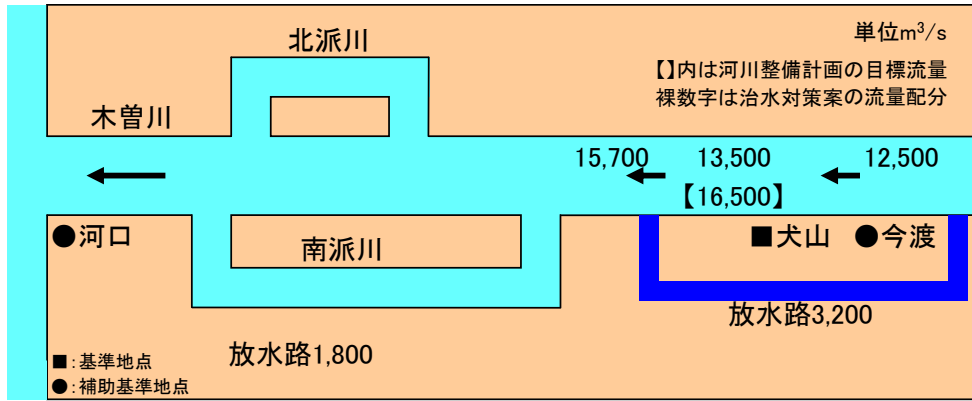 単位m³/s
【】内は河川整備計画の目標流量
裸数字は治水対策案の流量配分
北派川
木曽川
15,700 13,500 12,500
【16,500】
●河口
南派川
■犬山 ●今渡
放水路3,200
放水路1,800
■:基準地点
●:補助基準地点